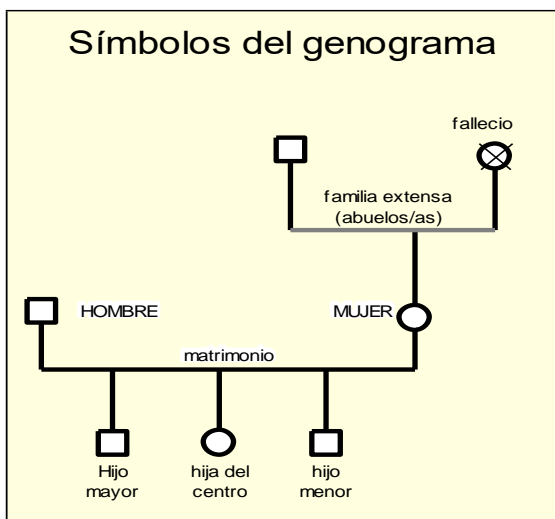 Símbolos del genograma
fallecio
familia extensa
(abuelos/as)
HOMBRE
MUJER
matrimonio
Hijo
mayor
hija del
centro
hijo
menor